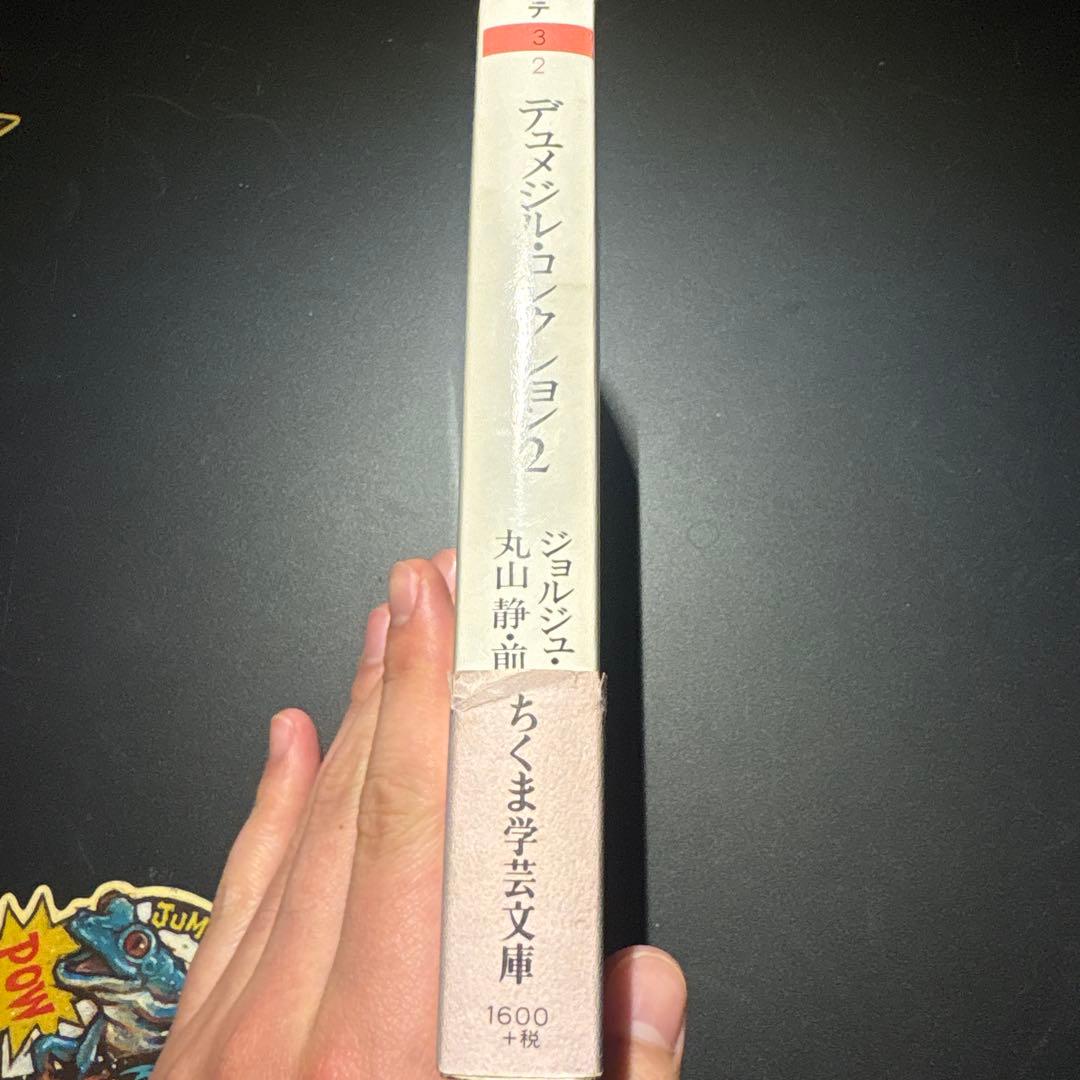 テ
3
2
デュメジル・コレクション2
ジョルジュ・
丸山静・前
ちくま学芸文庫
1600
+税
POW
JUM